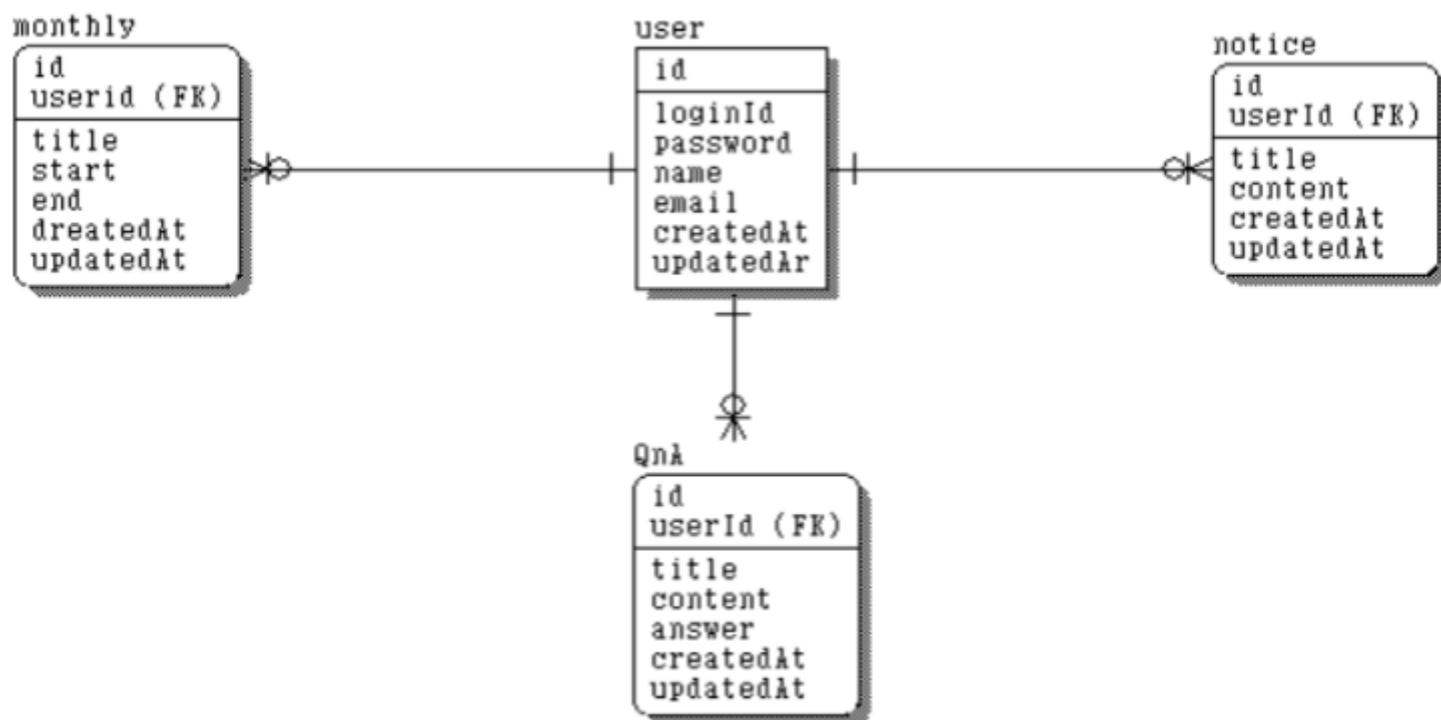 monthly
id
userid (FK)
title
start
end
dreatedAt
updatedAt
user
id
loginId
password
name
email
createdAt
updatedAr
notice
id
userId (FK)
title
content
createdAt
updatedAt
QnA
id
userId (FK)
title
content
answer
createdAt
updatedAt